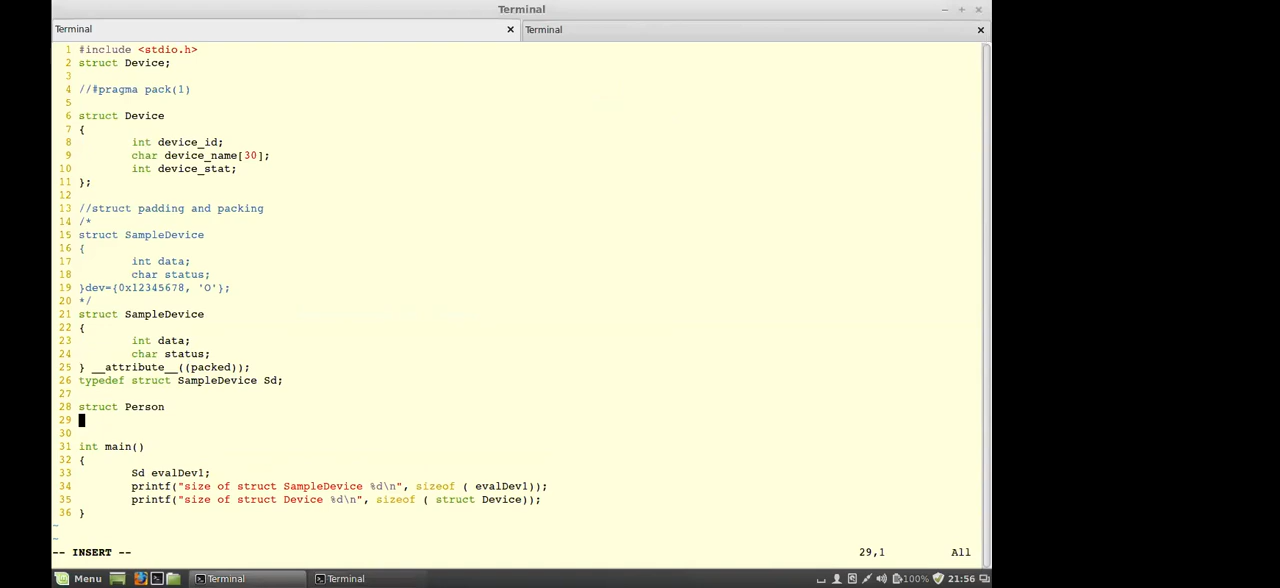 Terminal
Terminal
Terminal
1 #include <stdio.h>
2 struct Device;
3
4 //#pragma pack(1)
5
6 struct Device
7 {
8 int device_id;
9 char device_name[30];
10 int device_stat;
11 };
12
13 //struct padding and packing
14 /*
15 struct SampleDevice
16 {
17 int data;
18 char status;
19 }dev={0x12345678, 'O'};
20 */
21 struct SampleDevice
22 {
23 int data;
24 char status;
25 } __attribute__((packed));
26 typedef struct SampleDevice Sd;
27
28 struct Person
29
30
31 int main()
32 {
33 Sd evalDev1;
34 printf("size of struct SampleDevice %d\n", sizeof ( evalDev1));
35 printf("size of struct Device %d\n", sizeof ( struct Device));
36 }
~
~
-- INSERT -- 29,1 All
Menu Terminal Terminal 100% 21:56